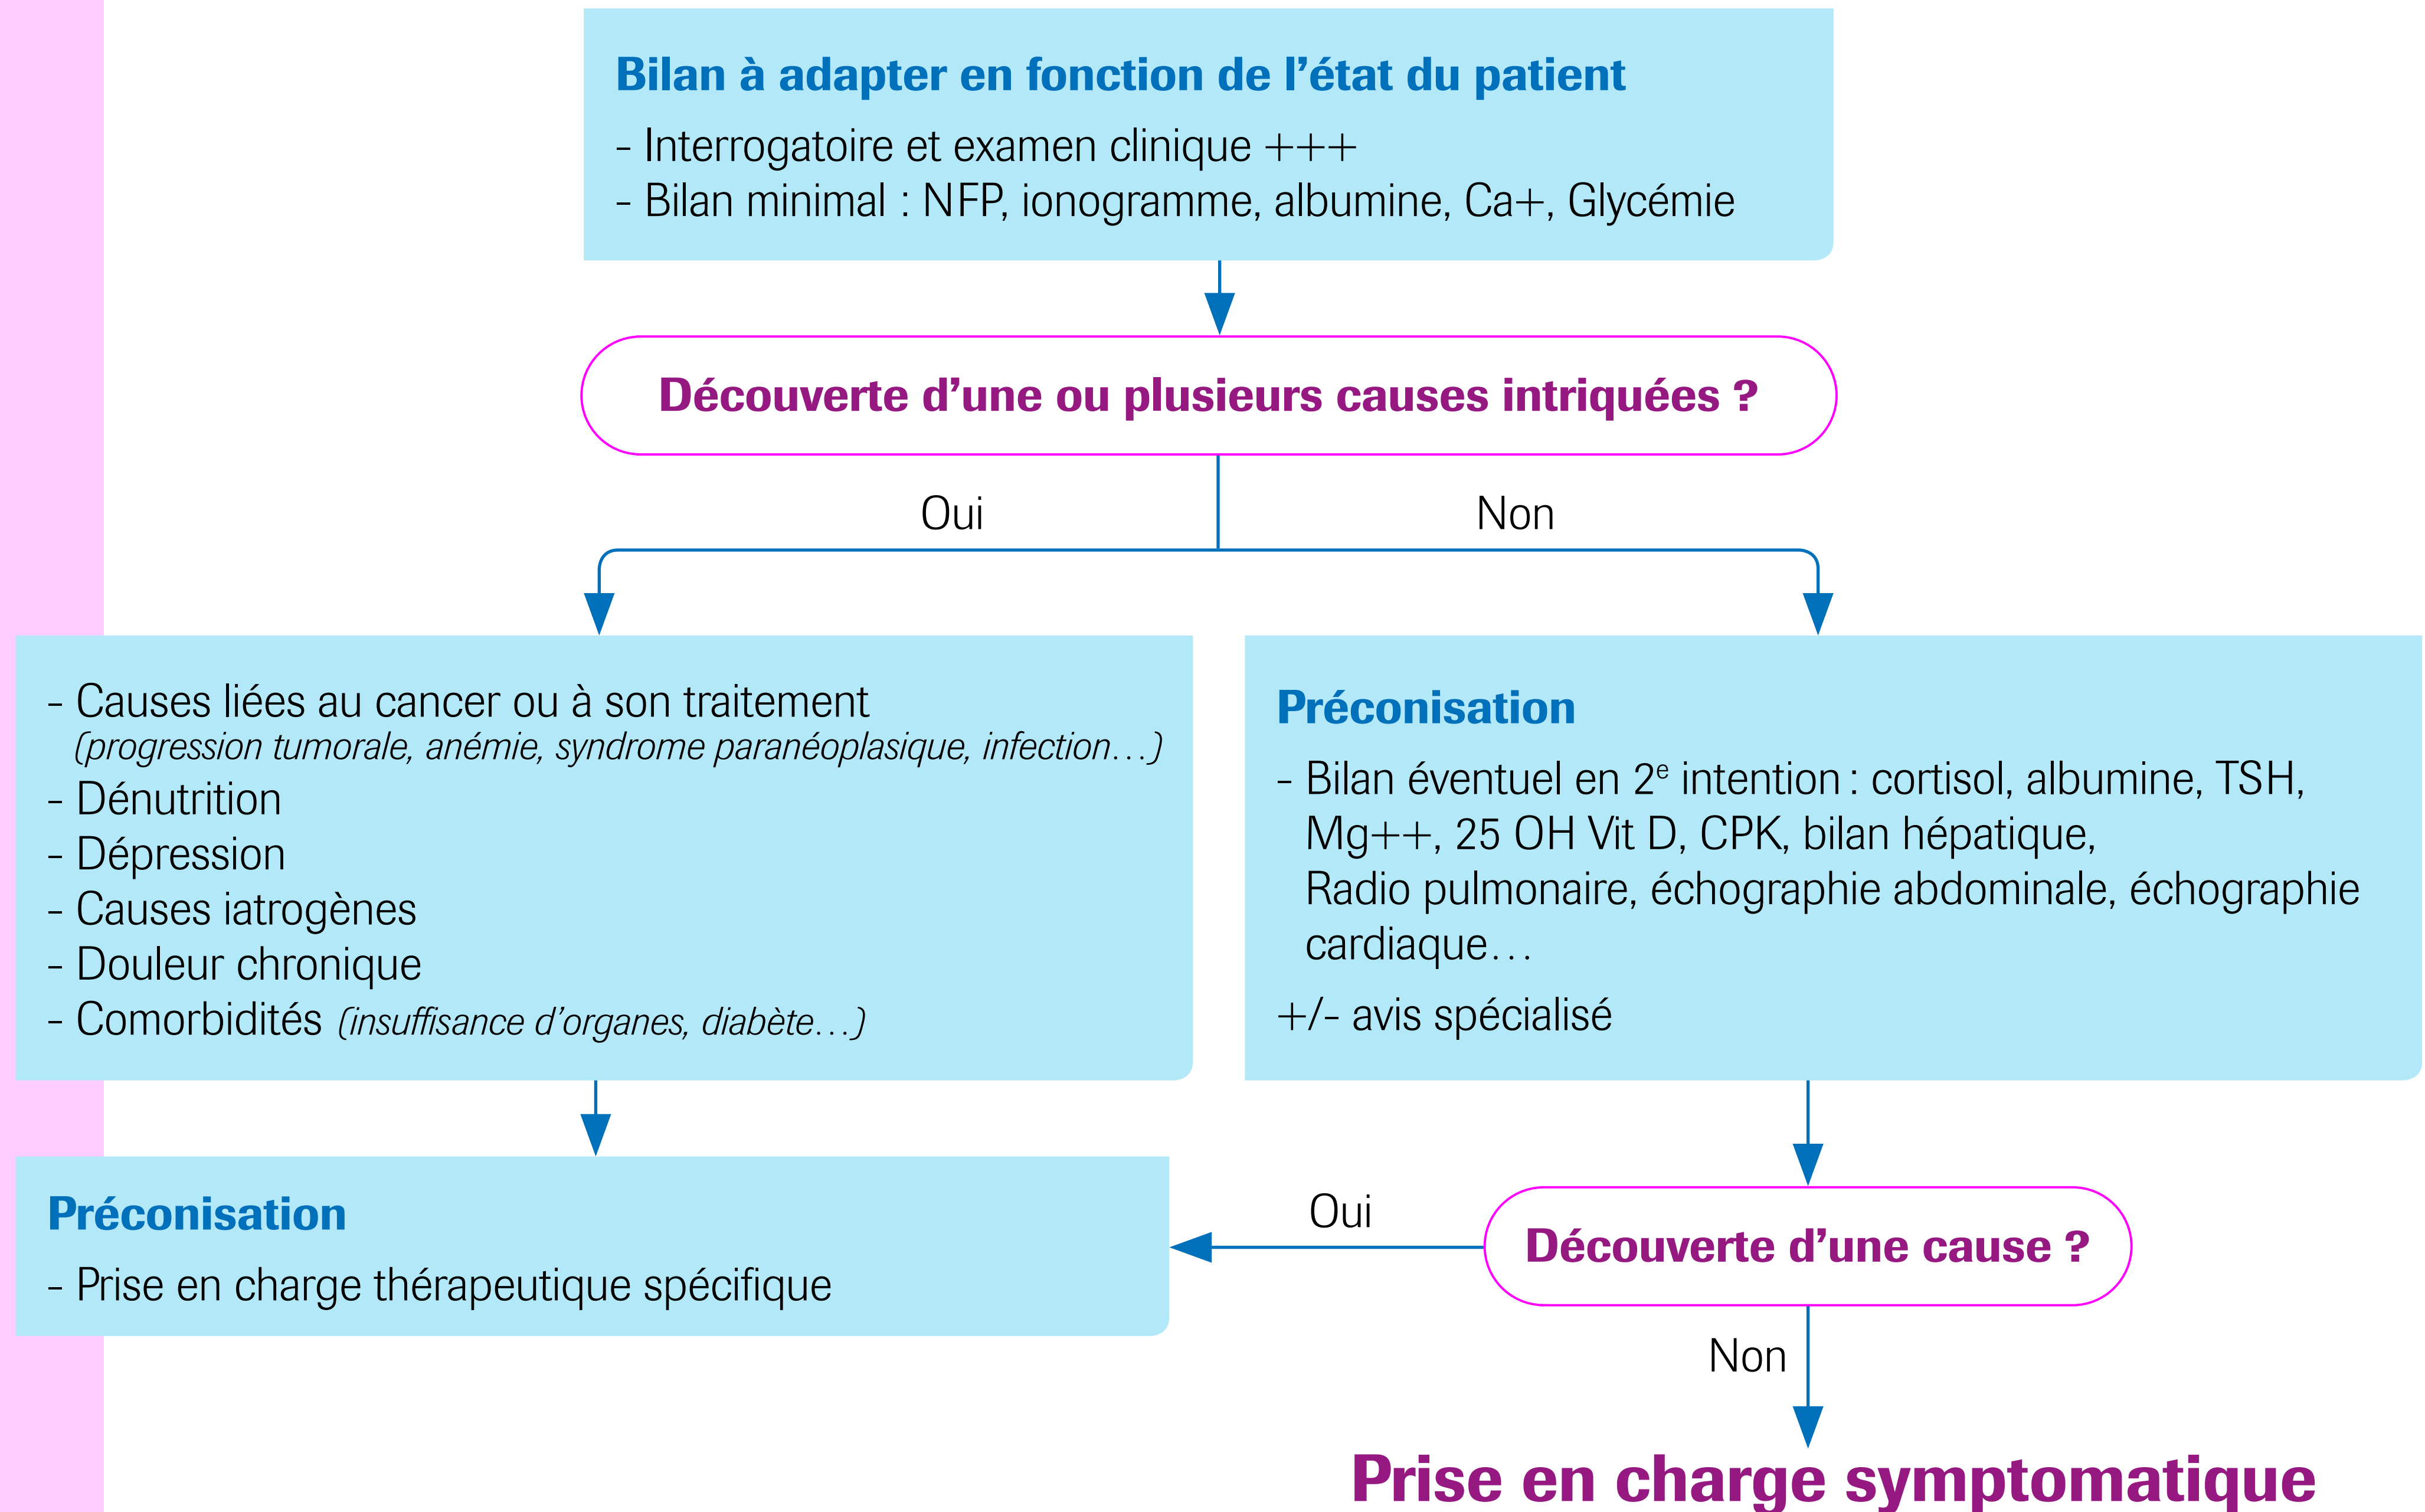 Bilan à adapter en fonction de l’état du patient
- Interrogatoire et examen clinique +++
- Bilan minimal : NFP, ionogramme, albumine, Ca+, Glycémie
Découverte d’une ou plusieurs causes intriquées ?
Oui
Non
- Causes liées au cancer ou à son traitement
(progression tumorale, anémie, syndrome paranéoplasique, infection…)
- Dénutrition
- Dépression
- Causes iatrogènes
- Douleur chronique
- Comorbidités (insuffisance d’organes, diabète…)
Préconisation
- Bilan éventuel en 2e intention : cortisol, albumine, TSH,
Mg++, 25 OH Vit D, CPK, bilan hépatique,
Radio pulmonaire, échographie abdominale, échographie
cardiaque…
+/- avis spécialisé
Préconisation
- Prise en charge thérapeutique spécifique
Oui
Découverte d’une cause ?
Non
Prise en charge symptomatique